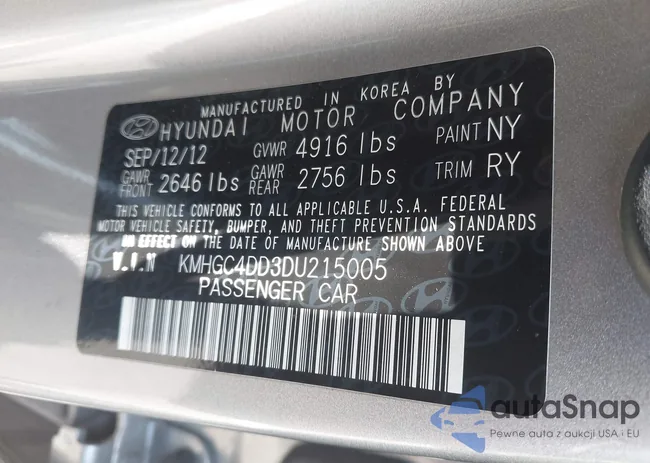 MANUFACTURED IN KOREA BY
HYUNDAI MOTOR COMPANY
SEP/12/12 GVWR 4916 lbs PAINT NY
GAWR FRONT 2646 lbs GAWR REAR 2756 lbs TRIM RY
THIS VEHICLE CONFORMS TO ALL APPLICABLE U.S.A. FEDERAL
MOTOR VEHICLE SAFETY, BUMPER, AND THEFT PREVENTION STANDARDS
IN EFFECT ON THE DATE OF MANUFACTURE SHOWN ABOVE
V.I.N KMHGC4DD3DU215005
PASSENGER CAR
autaSnap
Pewne auta z aukcji USA i EU